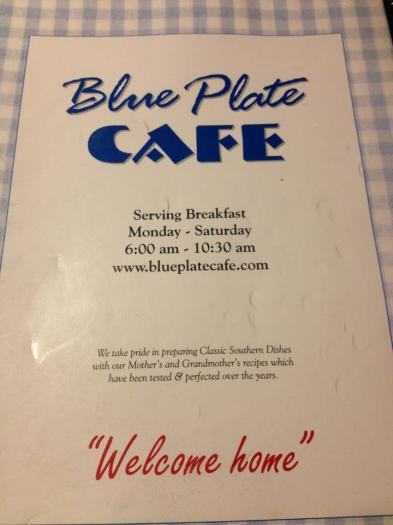 Blue Plate
CAFE
Serving Breakfast
Monday - Saturday
6:00 am - 10:30 am
www.blueplatecafe.com
We take pride in preparing Classic Southern Dishes
with our Mother's and Grandmother's recipes which
have been tested & perfected over the years.
"Welcome home"